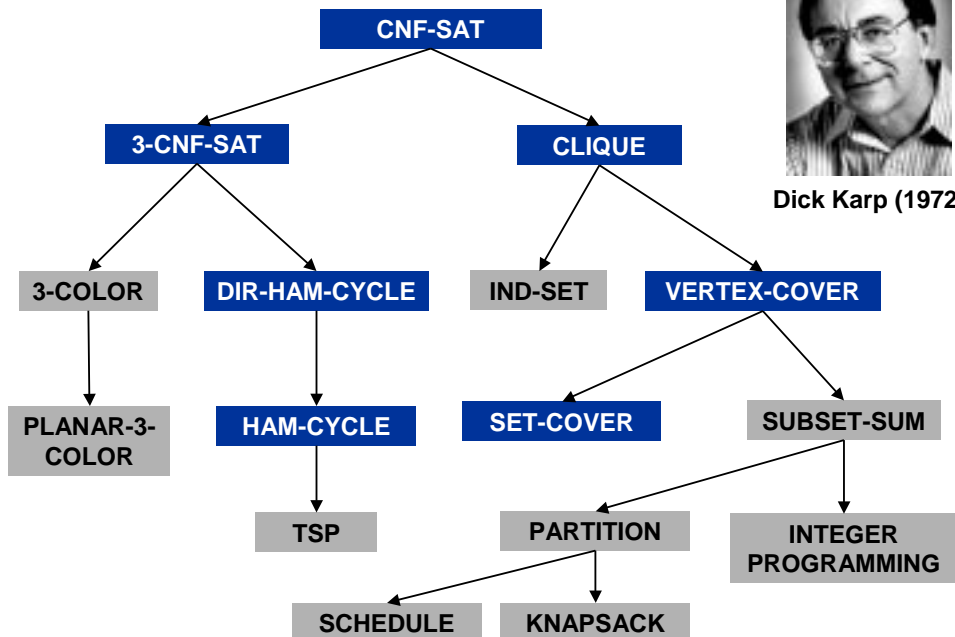 CNF-SAT
3-CNF-SAT
CLIQUE
Dick Karp (1972
3-COLOR
DIR-HAM-CYCLE
IND-SET
VERTEX-COVER
PLANAR-3-
COLOR
HAM-CYCLE
SET-COVER
SUBSET-SUM
TSP
PARTITION
INTEGER
PROGRAMMING
SCHEDULE
KNAPSACK